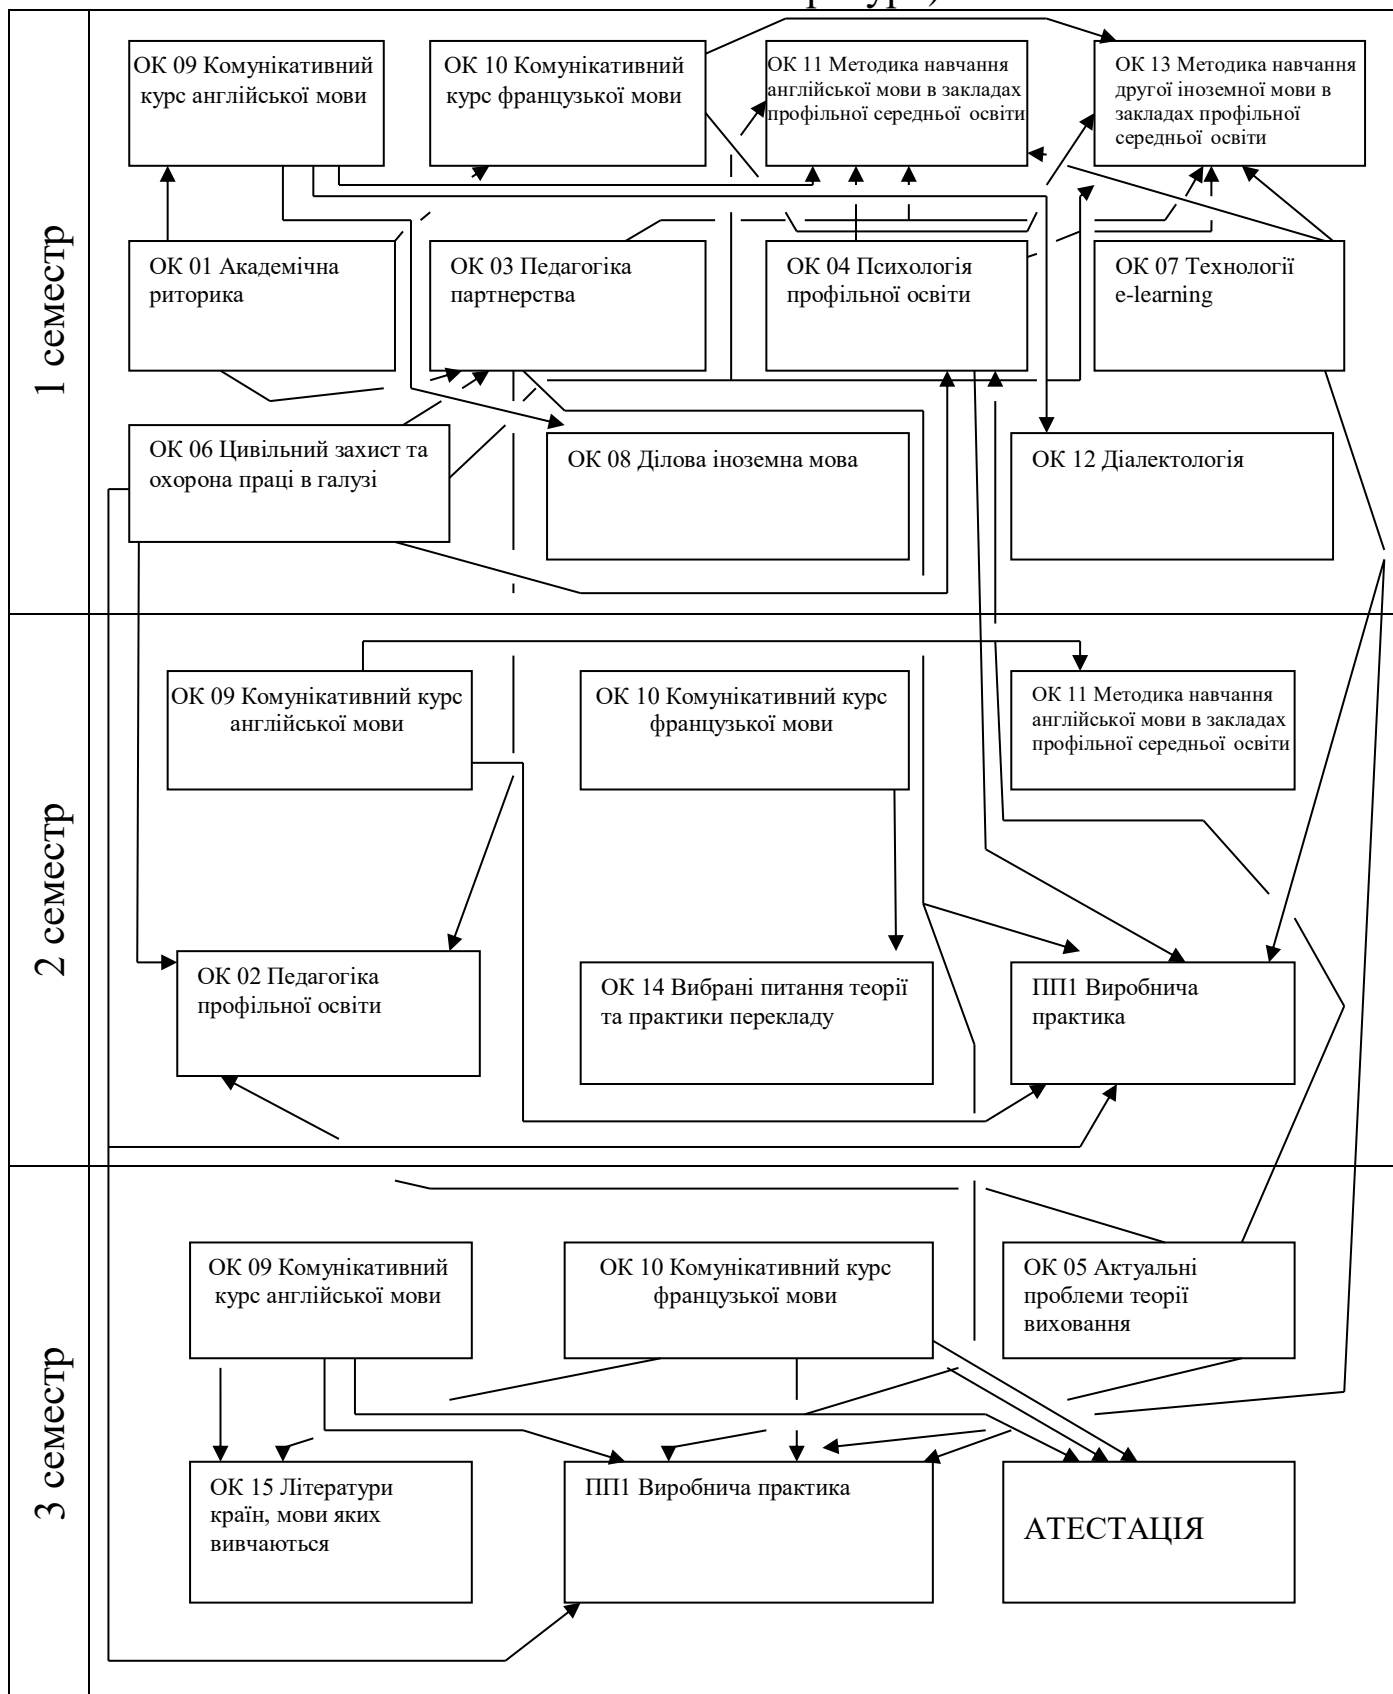 1 семестр
ОК 09 Комунікативний
курс англійської мови
ОК 10 Комунікативний
курс французької мови
ОК 11 Методика навчання
англійської мови в закладах
профільної середньої освіти
ОК 13 Методика навчання
другої іноземної мови в
закладах профільної
середньої освіти
ОК 01 Академічна
риторика
ОК 03 Педагогіка
партнерства
ОК 04 Психологія
профільної освіти
ОК 07 Технології
e-learning
ОК 06 Цивільний захист та
охорона праці в галузі
ОК 08 Ділова іноземна мова
ОК 12 Діалектологія
2 семестр
ОК 09 Комунікативний курс
англійської мови
ОК 10 Комунікативний курс
французької мови
ОК 11 Методика навчання
англійської мови в закладах
профільної середньої освіти
ОК 02 Педагогіка
профільної освіти
ОК 14 Вибрані питання теорії
та практики перекладу
ПП1 Виробнича
практика
3 семестр
ОК 09 Комунікативний
курс англійської мови
ОК 10 Комунікативний курс
французької мови
ОК 05 Актуальні
проблеми теорії
виховання
ОК 15 Літератури
країн, мови яких
вивчаються
ПП1 Виробнича практика
АТЕСТАЦІЯ